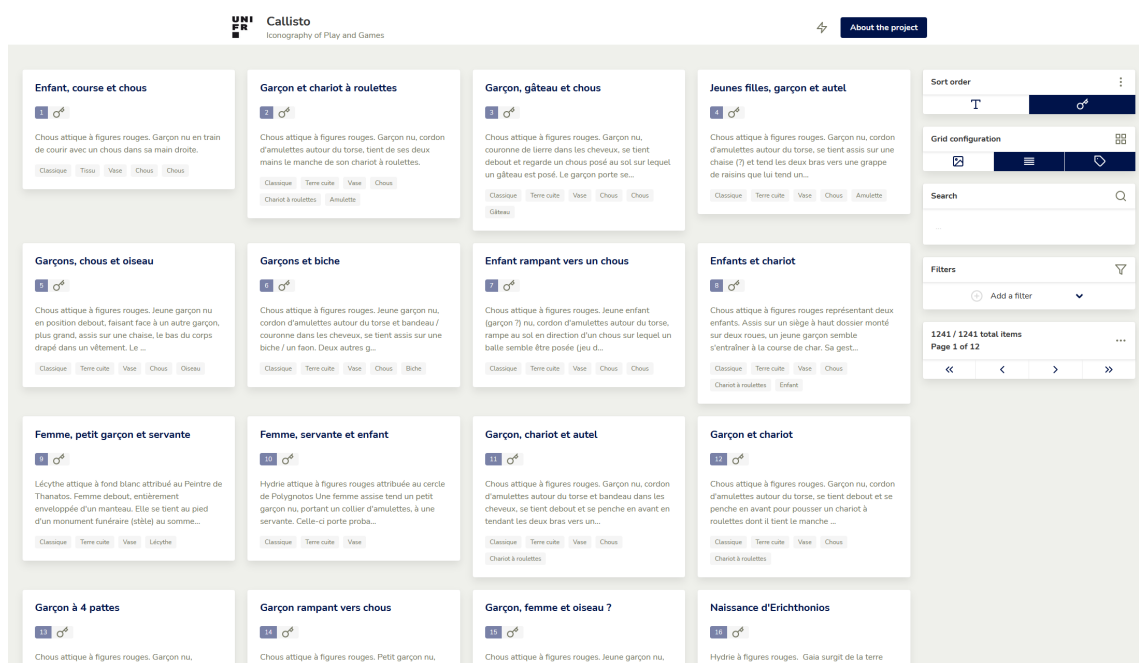 UNI
FR
Callisto
Iconography of Play and Games
About the project
Enfant, course et chous
1
Chous attique à figures rouges. Garçon nu en train
de courir avec un chous dans sa main droite.
Classique Tissu Vase Chous Chous
Garçon et chariot à roulettes
2
Chous attique à figures rouges. Garçon nu, cordon
d'amulettes autour du torse, tient de ses deux
mains le manche de son chariot à roulettes.
Classique Terre cuite Vase Chous
Chariot à roulettes Amulette
Garçon, gâteau et chous
3
Chous attique à figures rouges. Garçon nu,
couronne de lierre dans les cheveux, se tient
debout et regarde un chous posé au sol sur lequel
un gâteau est posé. Le garçon porte se...
Classique Terre cuite Vase Chous Chous
Gâteau
Jeunes filles, garçon et autel
4
Chous attique à figures rouges. Garçon nu, cordon
d'amulettes autour du torse, se tient assis sur une
chaise (?) et tend les deux bras vers une grappe
de raisins que lui tend un...
Classique Terre cuite Vase Chous Amulette
Garçons, chous et oiseau
5
Chous attique à figures rouges. Jeune garçon nu
en position debout, faisant face à un autre garçon,
plus grand, assis sur une chaise, le bas du corps
drapé dans un vêtement. Le ...
Classique Terre cuite Vase Chous Oiseau
Garçons et biche
6
Chous attique à figures rouges. Jeune garçon nu,
cordon d'amulettes autour du torse et bandeau /
couronne dans les cheveux, se tient assis sur une
biche / un faon. Deux autres g...
Classique Terre cuite Vase Chous Biche
Enfant rampant vers un chous
7
Chous attique à figures rouges. Jeune enfant
(garçon ?) nu, cordon d'amulettes autour du torse,
rampe au sol en direction d'un chous sur lequel un
balle semble être posée (jeu d...
Classique Terre cuite Vase Chous Chous
Enfants et chariot
8
Chous attique à figures rouges représentant deux
enfants. Assis sur un siège à haut dossier monté
sur deux roues, un jeune garçon semble
s'entraîner à la course de char. Sa gest...
Classique Terre cuite Vase Chous
Chariot à roulettes Enfant
Femme, petit garçon et servante
9
Lécythe attique à fond blanc attribué au Peintre de
Thanatos. Femme debout, entièrement
enveloppée d'un manteau. Elle se tient au pied
d'un monument funéraire (stèle) au somme...
Classique Terre cuite Vase Lécythe
Femme, servante et enfant
10
Hydrie attique à figures rouges attribuée au cercle
de Polygnotos Une femme assise tend un petit
garçon nu, portant un collier d'amulettes, à une
servante. Celle-ci porte proba...
Classique Terre cuite Vase
Garçon, chariot et autel
11
Chous attique à figures rouges. Garçon nu, cordon
d'amulettes autour du torse et bandeau dans les
cheveux, se tient debout et se penche en avant en
tendant les deux bras vers un...
Classique Terre cuite Vase Chous
Chariot à roulettes
Garçon et chariot
12
Chous attique à figures rouges. Garçon nu, cordon
d'amulettes autour du torse, se tient debout et se
penche en avant pour pousser un chariot à
roulettes dont il tient le manche ...
Classique Terre cuite Vase Chous
Chariot à roulettes
Garçon à 4 pattes
13
Chous attique à figures rouges. Garçon nu,
Garçon rampant vers chous
14
Chous attique à figures rouges. Petit garçon nu,
Garçon, femme et oiseau ?
15
Chous attique à figures rouges. Jeune garçon nu,
Naissance d'Erichthonios
16
Hydrie à figures rouges. Gaia surgit de la terre
Sort order
T
Grid configuration
Search
...
Filters
Add a filter
1241 / 1241 total items
Page 1 of 12